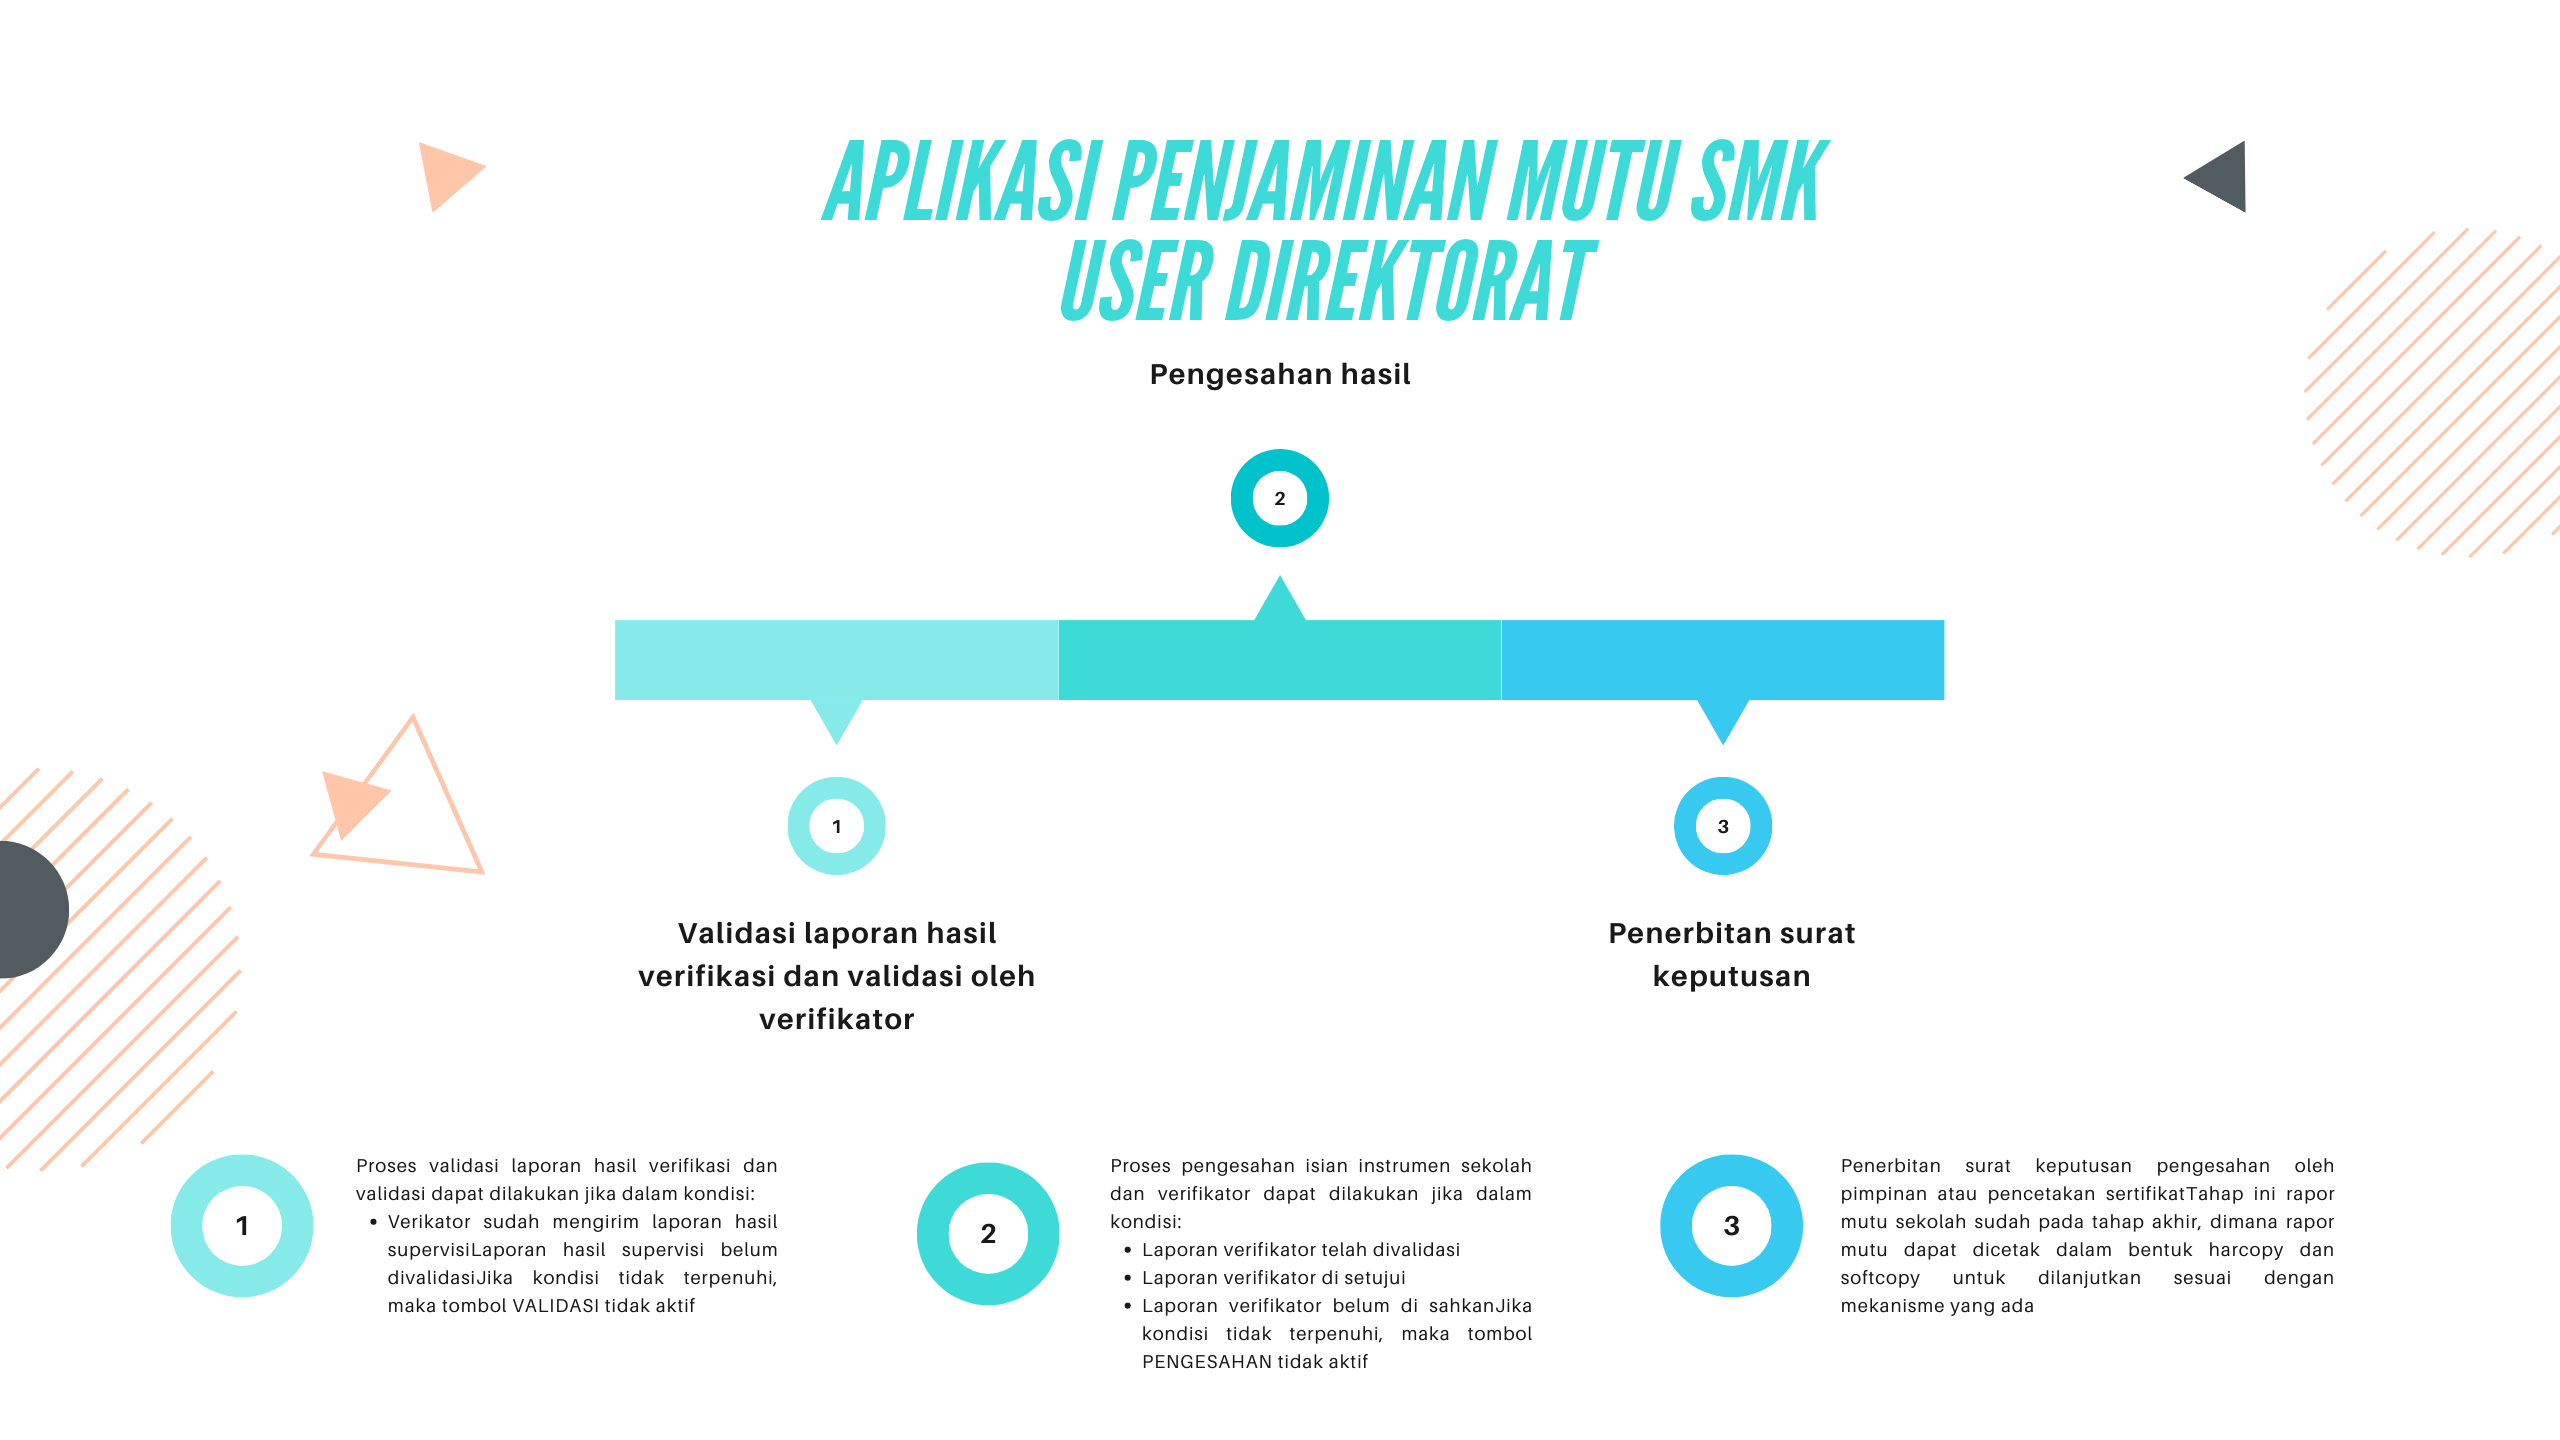 APLIKASI PENJAMINAN MUTU SMK
USER DIREKTORAT
Pengesahan hasil
2
1
3
Validasi laporan hasil
verifikasi dan validasi oleh
verifikator
Penerbitan surat
keputusan
1
Proses validasi laporan hasil verifikasi dan
validasi dapat dilakukan jika dalam kondisi:
• Verikator sudah mengirim laporan hasil
supervisiLaporan hasil supervisi belum
divalidasiJika kondisi tidak terpenuhi,
maka tombol VALIDASI tidak aktif
2
Proses pengesahan isian instrumen sekolah
dan verifikator dapat dilakukan jika dalam
kondisi:
• Laporan verifikator telah divalidasi
• Laporan verifikator di setujui
• Laporan verifikator belum di sahkanJika
kondisi tidak terpenuhi, maka tombol
PENGESAHAN tidak aktif
3
Penerbitan surat keputusan pengesahan oleh
pimpinan atau pencetakan sertifikatTahap ini rapor
mutu sekolah sudah pada tahap akhir, dimana rapor
mutu dapat dicetak dalam bentuk harcopy dan
softcopy untuk dilanjutkan sesuai dengan
mekanisme yang ada